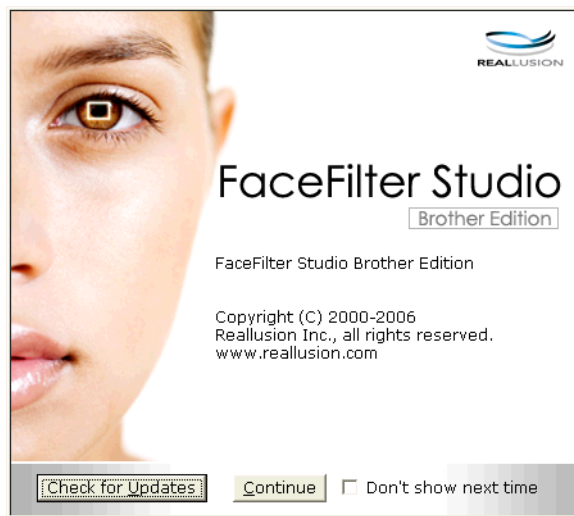 REALLUSION
FaceFilter Studio
Brother Edition
FaceFilter Studio Brother Edition
Copyright (C) 2000-2006
Reallusion Inc., all rights reserved.
www.reallusion.com
Check for Updates
Continue
Don't show next time